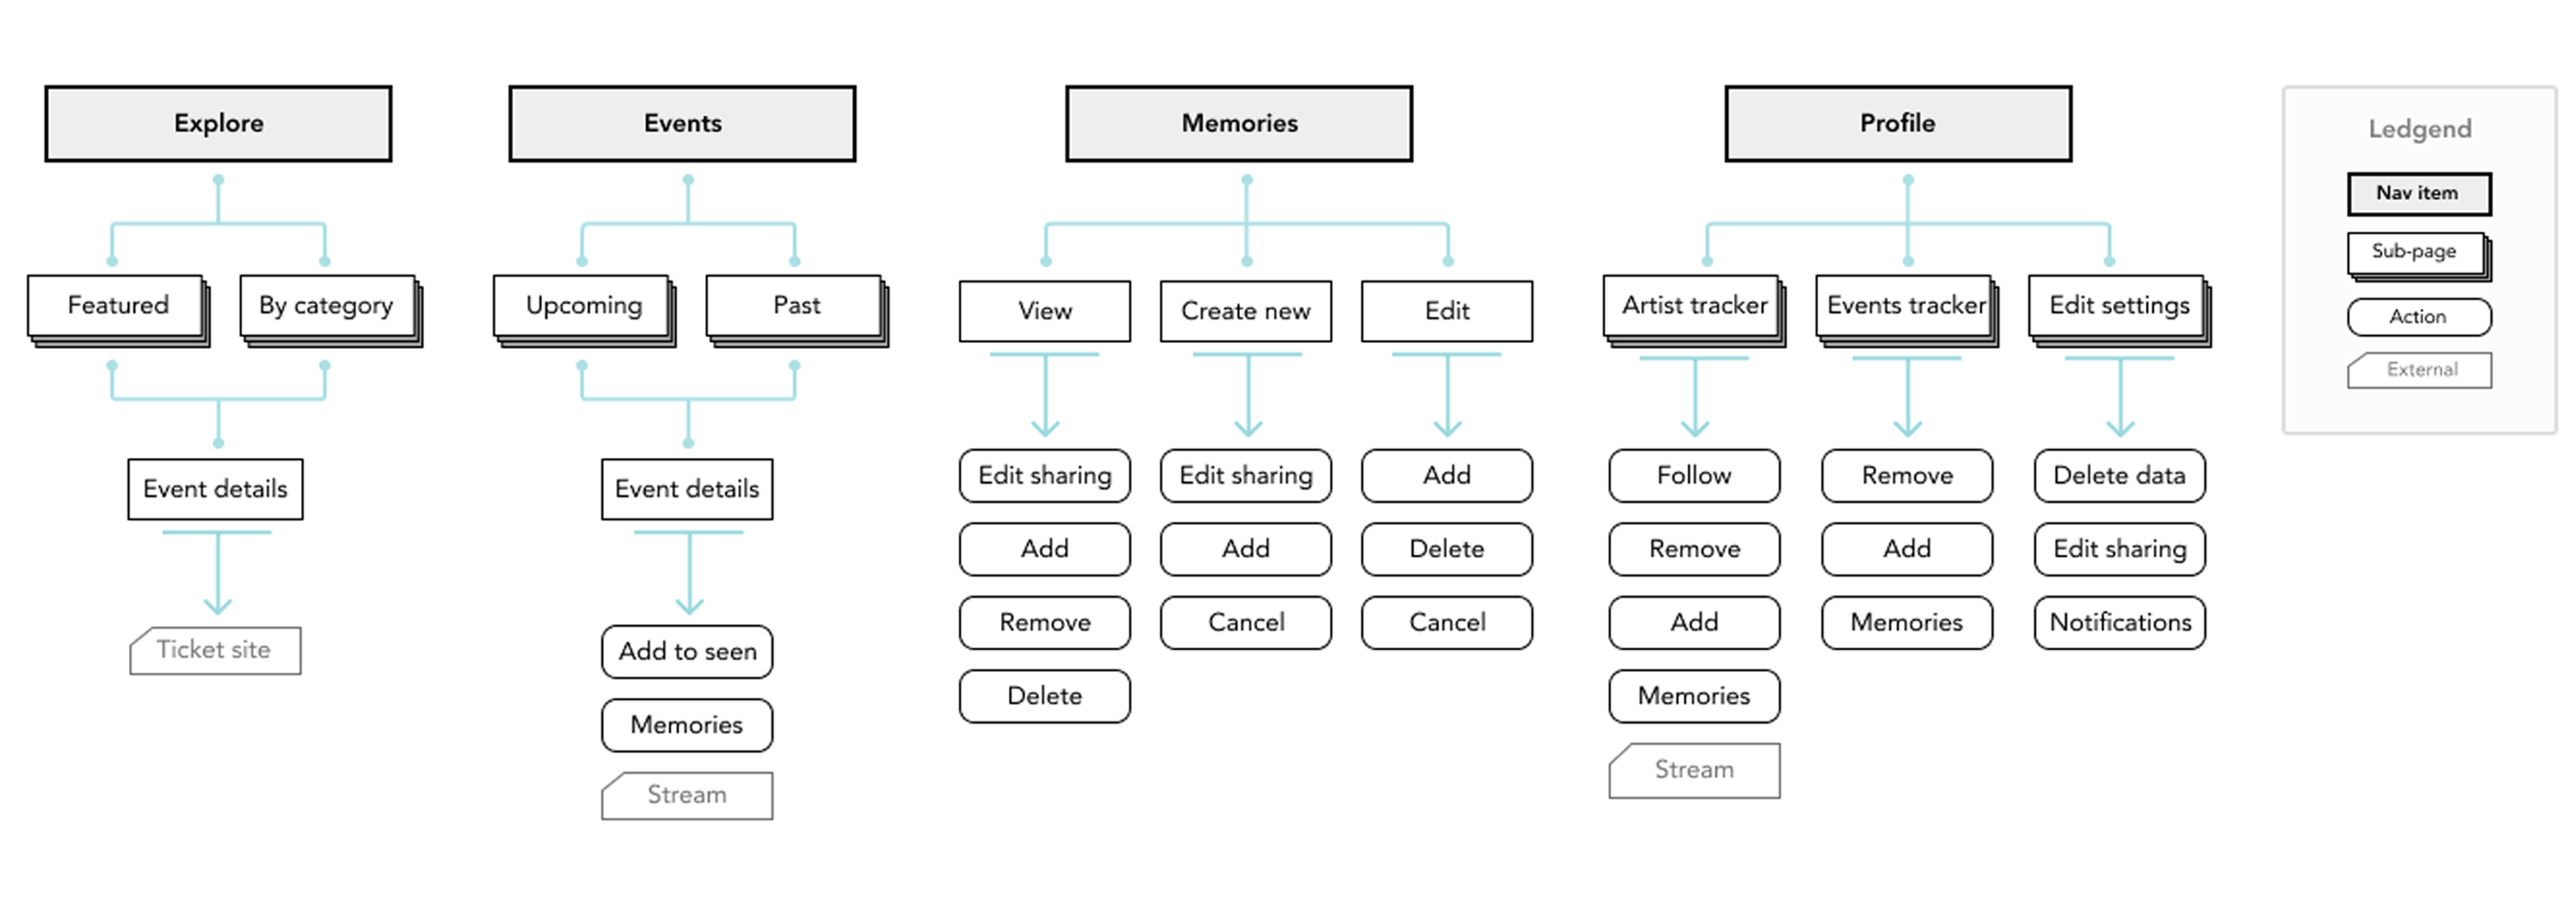 Explore
Featured
By category
Event details
Ticket site
Events
Upcoming
Past
Event details
Add to seen
Memories
Stream
Memories
View
Create new
Edit
Edit sharing
Add
Remove
Delete
Edit sharing
Add
Cancel
Add
Delete
Cancel
Profile
Artist tracker
Events tracker
Edit settings
Follow
Remove
Add
Memories
Stream
Remove
Add
Memories
Delete data
Edit sharing
Notifications
Ledgend
Nav item
Sub-page
Action
External